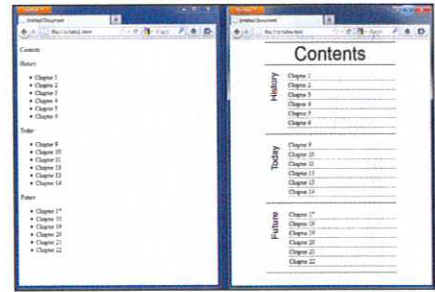 Untitled Document
Contents
History
Chapter 1
Chapter 2
Chapter 3
Chapter 4
Chapter 5
Chapter 6
Today
Chapter 9
Chapter 10
Chapter 11
Chapter 12
Chapter 13
Chapter 14
Future
Chapter 17
Chapter 18
Chapter 19
Chapter 20
Chapter 21
Chapter 22
Untitled Document
Contents
History
Chapter 1
Chapter 2
Chapter 3
Chapter 4
Chapter 5
Chapter 6
Today
Chapter 9
Chapter 10
Chapter 11
Chapter 12
Chapter 13
Chapter 14
Future
Chapter 17
Chapter 18
Chapter 19
Chapter 20
Chapter 21
Chapter 22